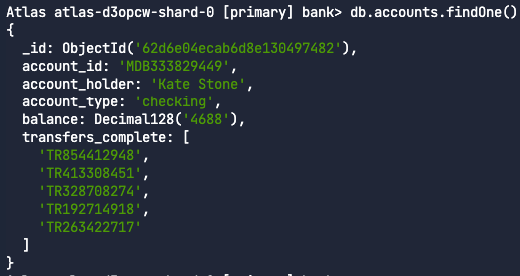 Atlas atlas-d3opcw-shard-0 [primary] bank> db.accounts.findOne()
{
  _id: ObjectId('62d6e04ecab6d8e130497482'),
  account_id: 'MDB333829449',
  account_holder: 'Kate Stone',
  account_type: 'checking',
  balance: Decimal128('4688'),
  transfers_complete: [
    'TR854412948',
    'TR413308451',
    'TR328708274',
    'TR192714918',
    'TR263422717'
  ]
}